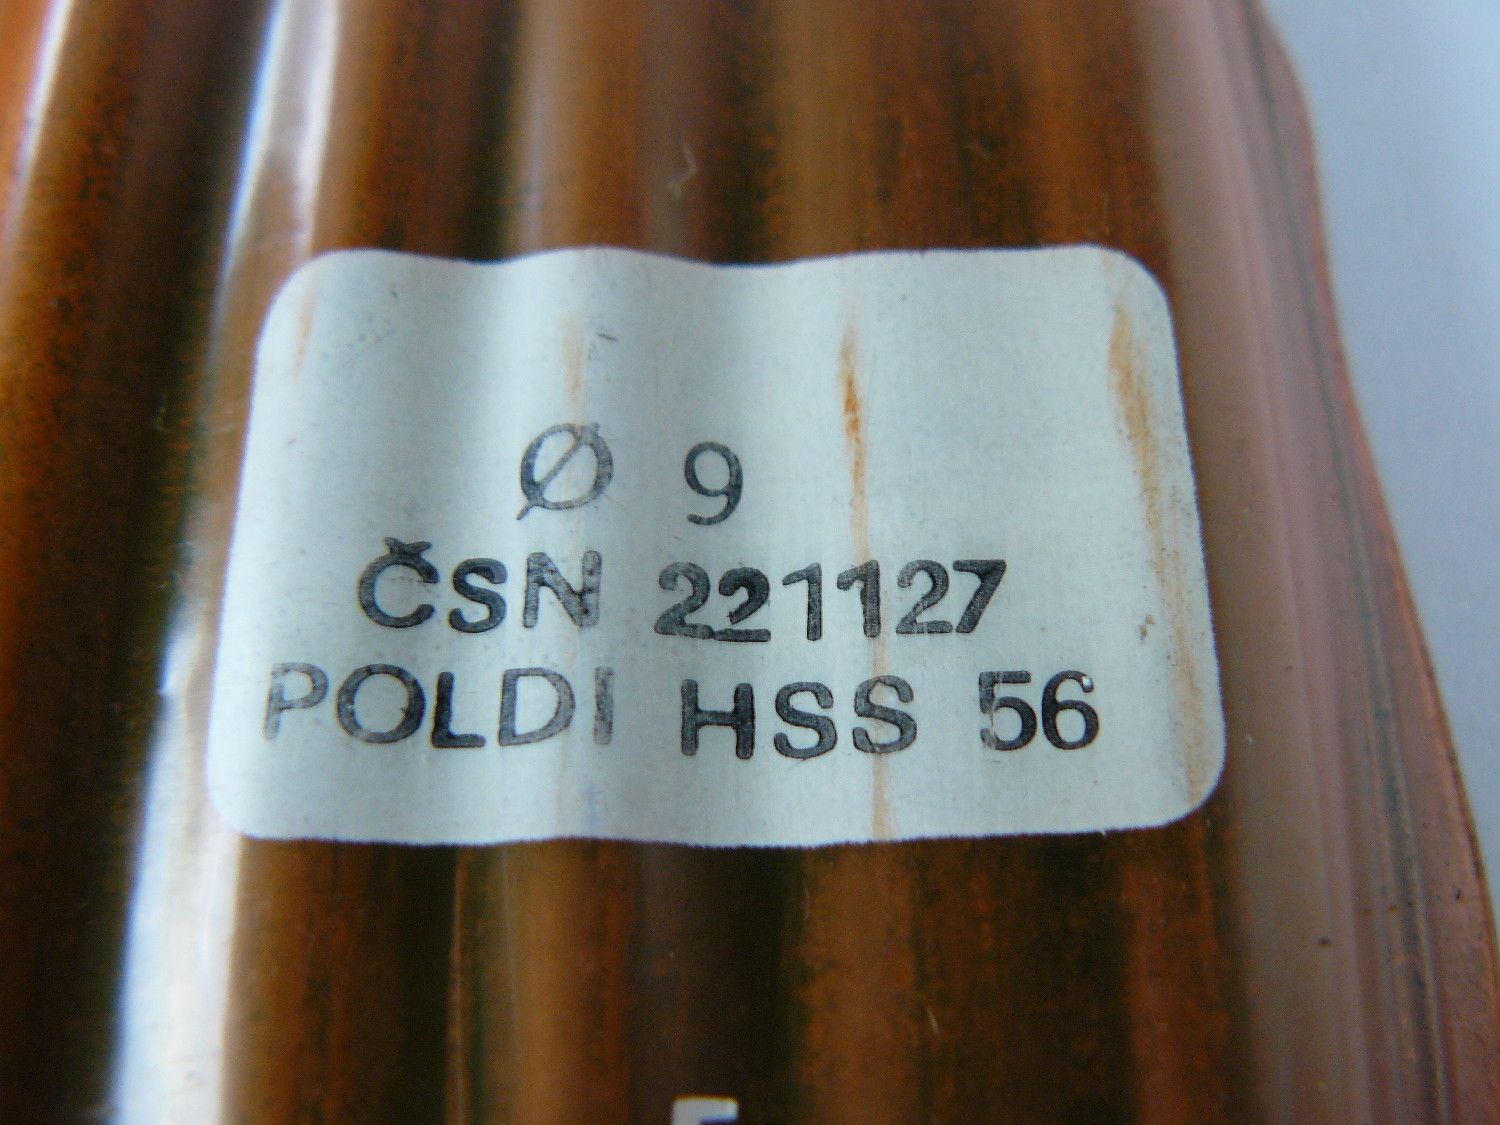 Ø 9
ČSN 221127
POLDI HSS 56